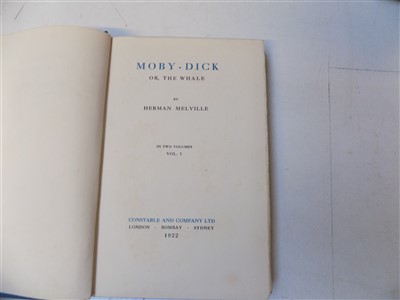 MOBY-DICK
OR, THE WHALE
BY
HERMAN MELVILLE
IN TWO VOLUMES
VOL. I
CONSTABLE AND COMPANY LTD
LONDON · BOMBAY · SYDNEY
1922